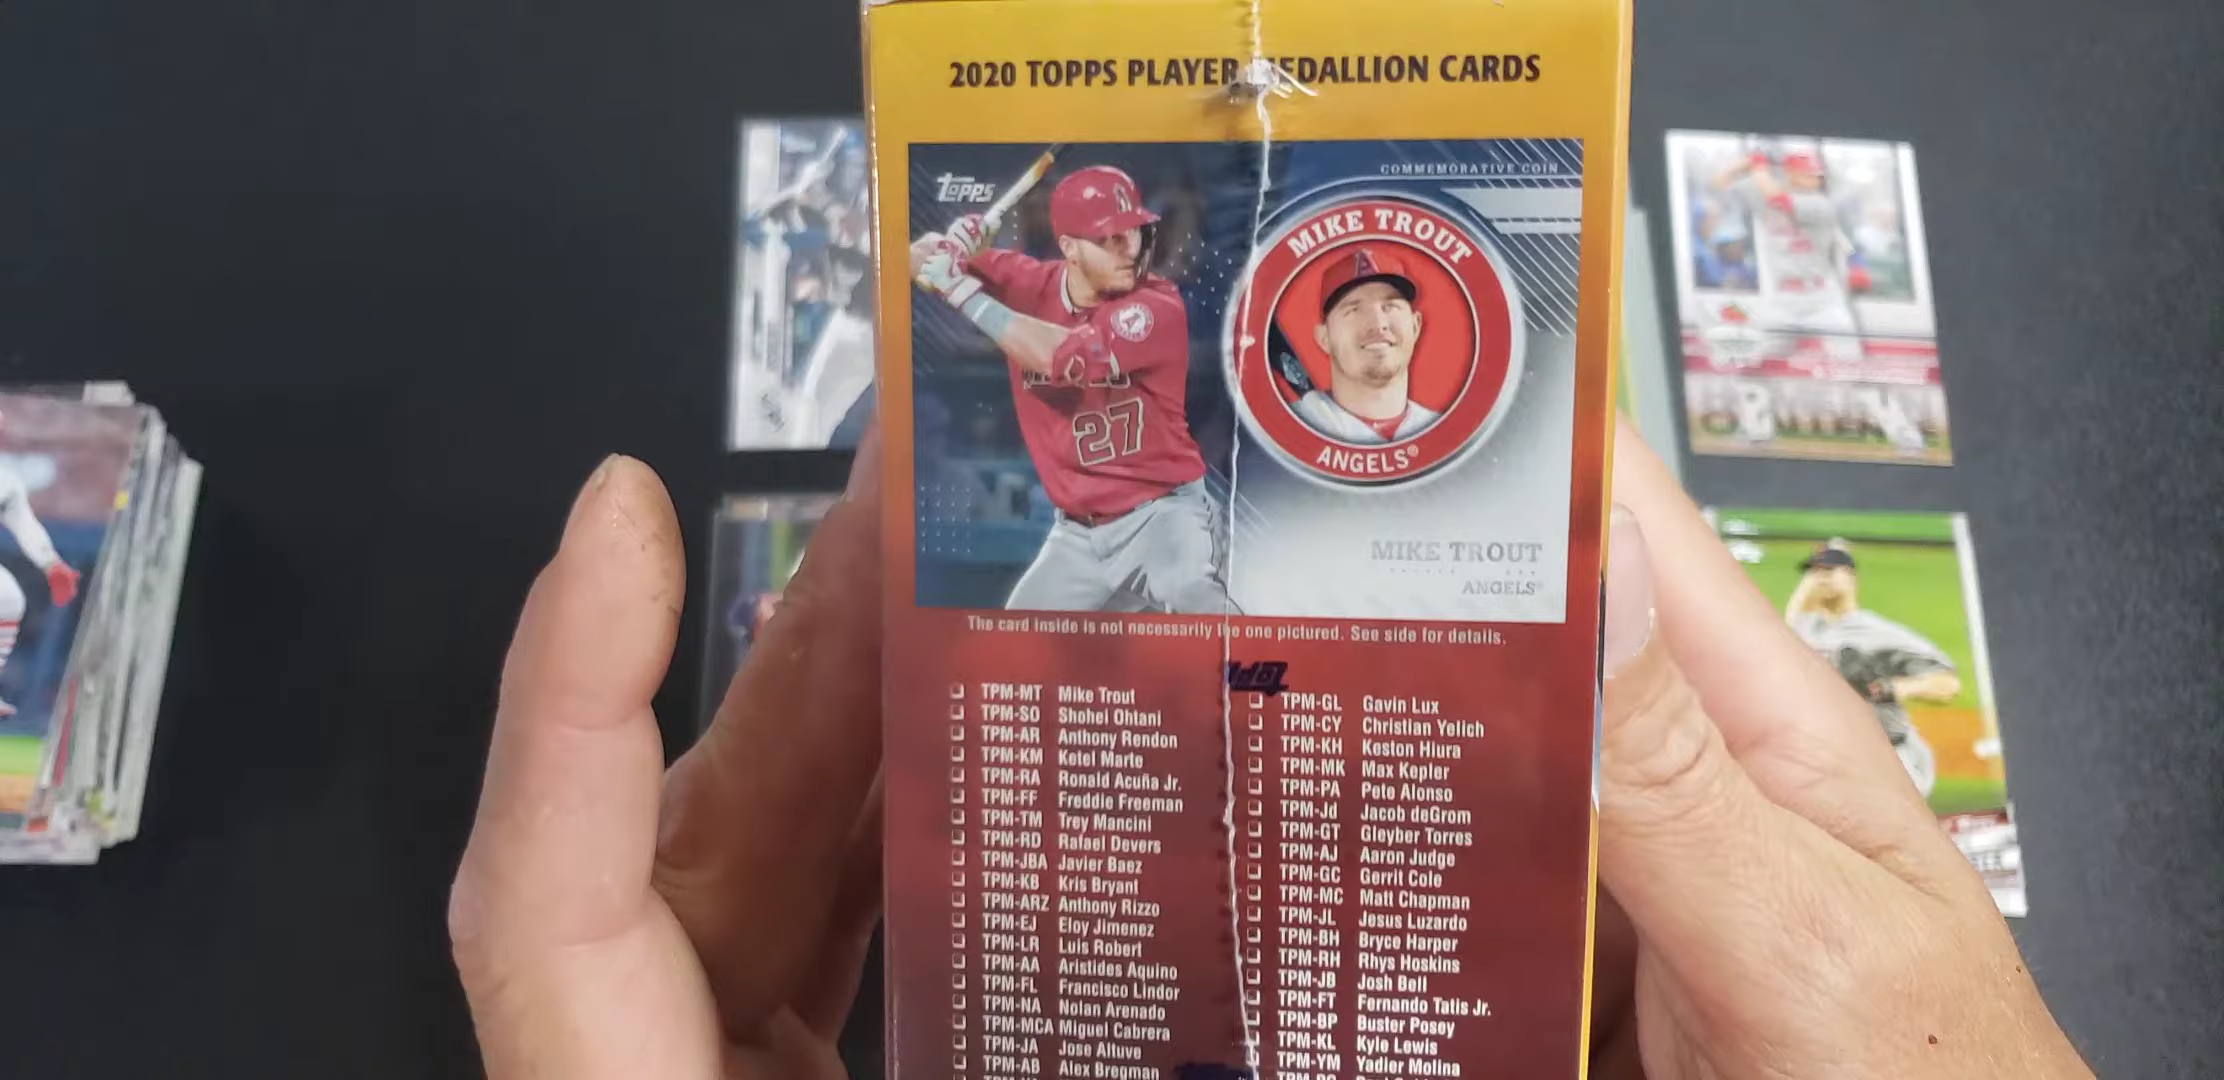 2020 TOPPS PLAYER MEDALLION CARDS
Topps
COMMEMORATIVE COIN
MIKE TROUT
27
ANGELS®
MIKE TROUT
ANGELS®
The card inside is not necessarily the one pictured. See side for details.
TPM-MT Mike Trout
TPM-SO Shohei Ohtani
TPM-AR Anthony Rendon
TPM-KM Ketel Marte
TPM-RA Ronald Acuña Jr.
TPM-FF Freddie Freeman
TPM-TM Trey Mancini
TPM-RD Rafael Devers
TPM-JBA Javier Baez
TPM-KB Kris Bryant
TPM-ARZ Anthony Rizzo
TPM-EJ Eloy Jimenez
TPM-LR Luis Robert
TPM-AA Aristides Aquino
TPM-FL Francisco Lindor
TPM-NA Nolan Arenado
TPM-MCA Miguel Cabrera
TPM-JA Jose Altuve
TPM-AB Alex Bregman
TPM-GL Gavin Lux
TPM-CY Christian Yelich
TPM-KH Keston Hiura
TPM-MK Max Kepler
TPM-PA Pete Alonso
TPM-Jd Jacob deGrom
TPM-GT Gleyber Torres
TPM-AJ Aaron Judge
TPM-GC Gerrit Cole
TPM-MC Matt Chapman
TPM-JL Jesus Luzardo
TPM-BH Bryce Harper
TPM-RH Rhys Hoskins
TPM-JB Josh Bell
TPM-FT Fernando Tatis Jr.
TPM-BP Buster Posey
TPM-KL Kyle Lewis
TPM-YM Yadier Molina